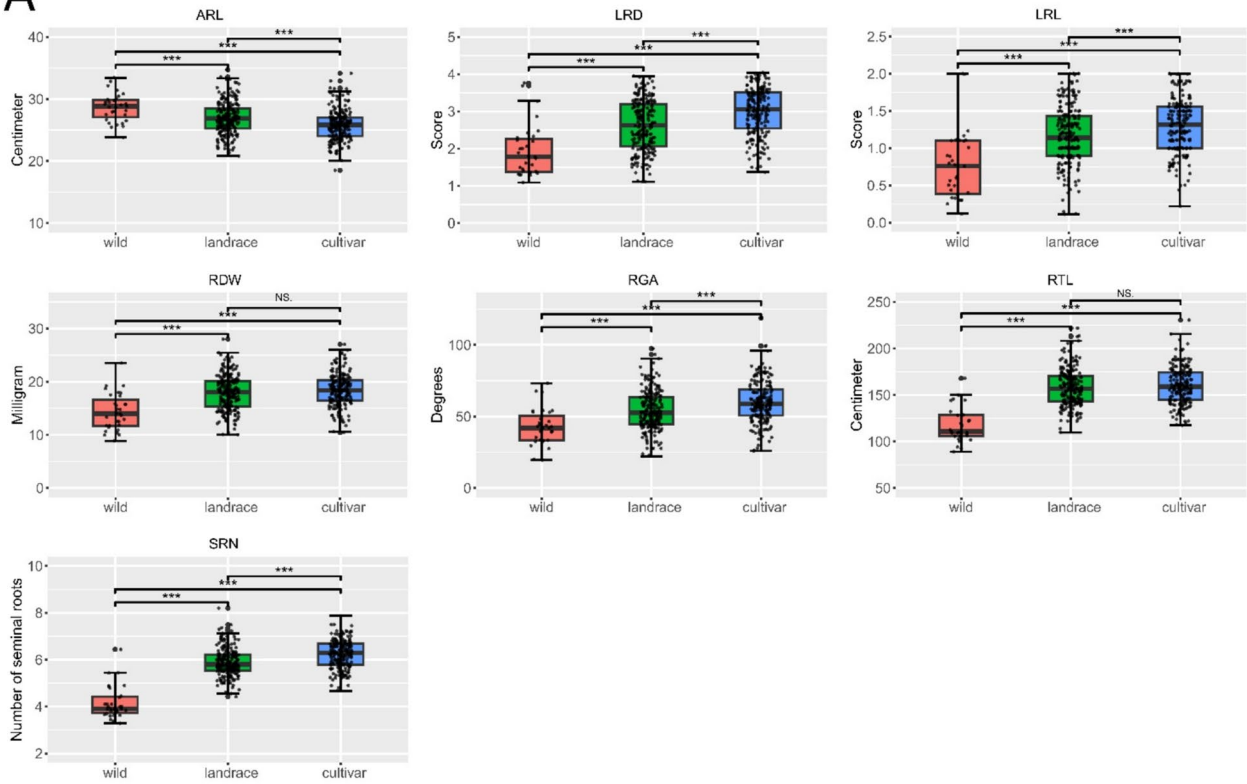 A
ARL
Centimeter
40
30
20
10
***
***
***
wild landrace cultivar
LRD
Score
5
4
3
2
1
0
***
***
***
wild landrace cultivar
LRL
Score
2.5
2.0
1.5
1.0
0.5
0.0
***
***
***
wild landrace cultivar
RDW
Milligram
30
20
10
0
NS.
***
***
wild landrace cultivar
RGA
Degrees
100
50
0
***
***
***
wild landrace cultivar
RTL
Centimeter
250
200
150
100
50
NS.
***
***
wild landrace cultivar
SRN
Number of seminal roots
10
8
6
4
2
***
***
***
wild landrace cultivar